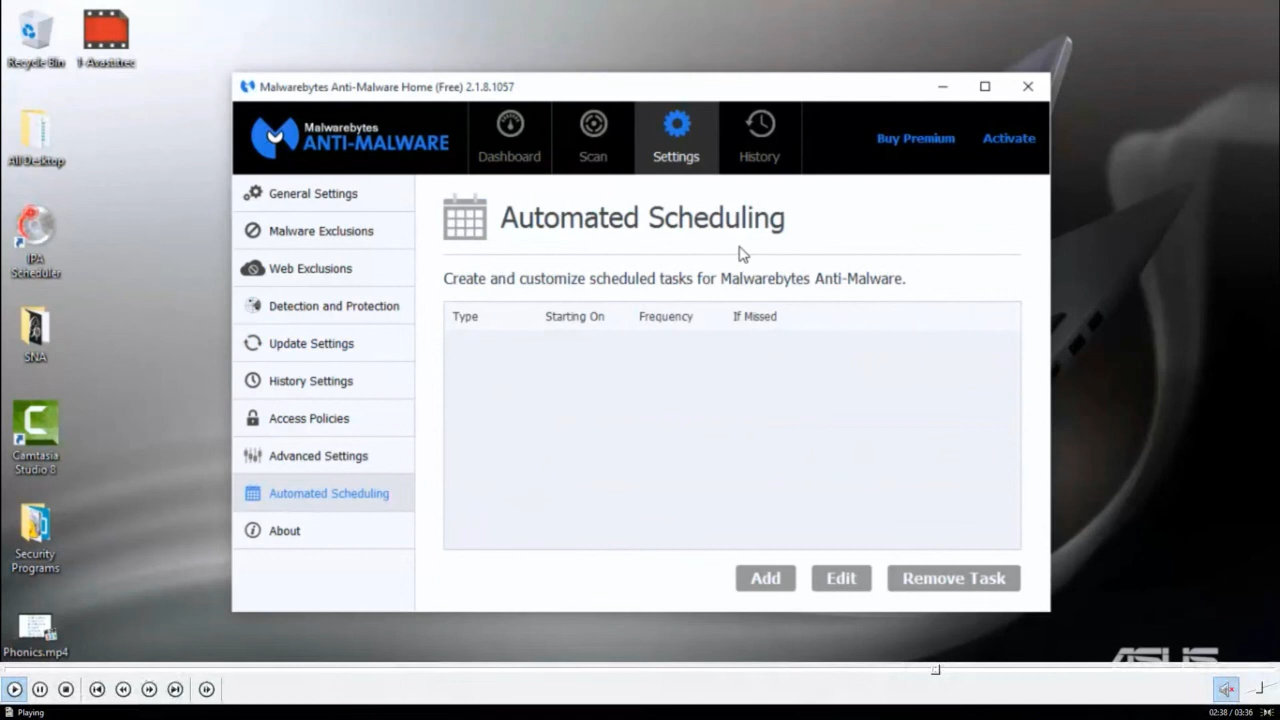 Recycle Bin
1-Avastutrec
All Desktop
IPA
Scheduler
SNA
Camtasia
Studio 8
Security
Programs
Phonics.mp4
Malwarebytes Anti-Malware Home (Free) 2.1.8.1057
Malwarebytes
ANTI-MALWARE
Dashboard
Scan
Settings
History
Buy Premium
Activate
General Settings
Malware Exclusions
Web Exclusions
Detection and Protection
Update Settings
History Settings
Access Policies
Advanced Settings
Automated Scheduling
About
Automated Scheduling
Create and customize scheduled tasks for Malwarebytes Anti-Malware.
Type Starting On Frequency If Missed
Add Edit Remove Task
ASUS
Playing
02:38 / 03:36